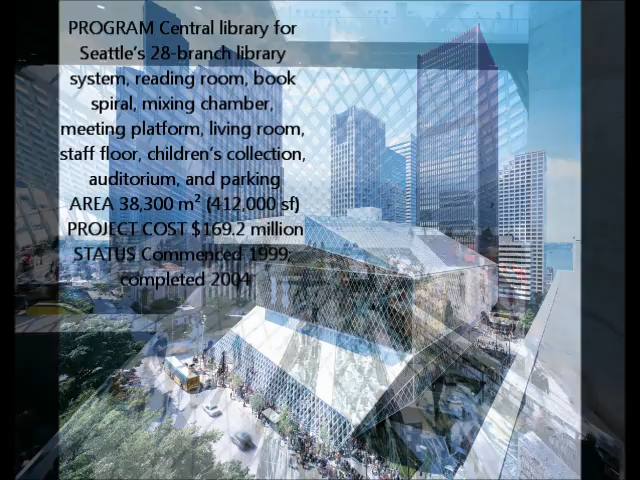 PROGRAM Central library for
Seattle's 28-branch library
system, reading room, book
spiral, mixing chamber,
meeting platform, living room,
staff floor, children's collection,
auditorium, and parking
AREA 38,300 m² (412,000 sf)
PROJECT COST $169.2 million
STATUS Commenced 1999;
completed 2004